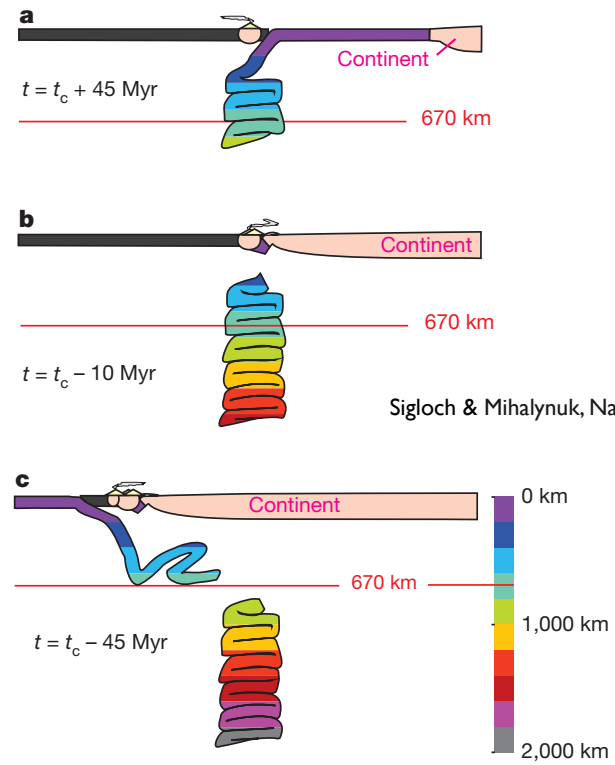 a
Continent
t = tc + 45 Myr
670 km
b
Continent
670 km
t = tc − 10 Myr
Sigloch & Mihalynuk, Na
c
Continent
0 km
670 km
1,000 km
t = tc − 45 Myr
2,000 km